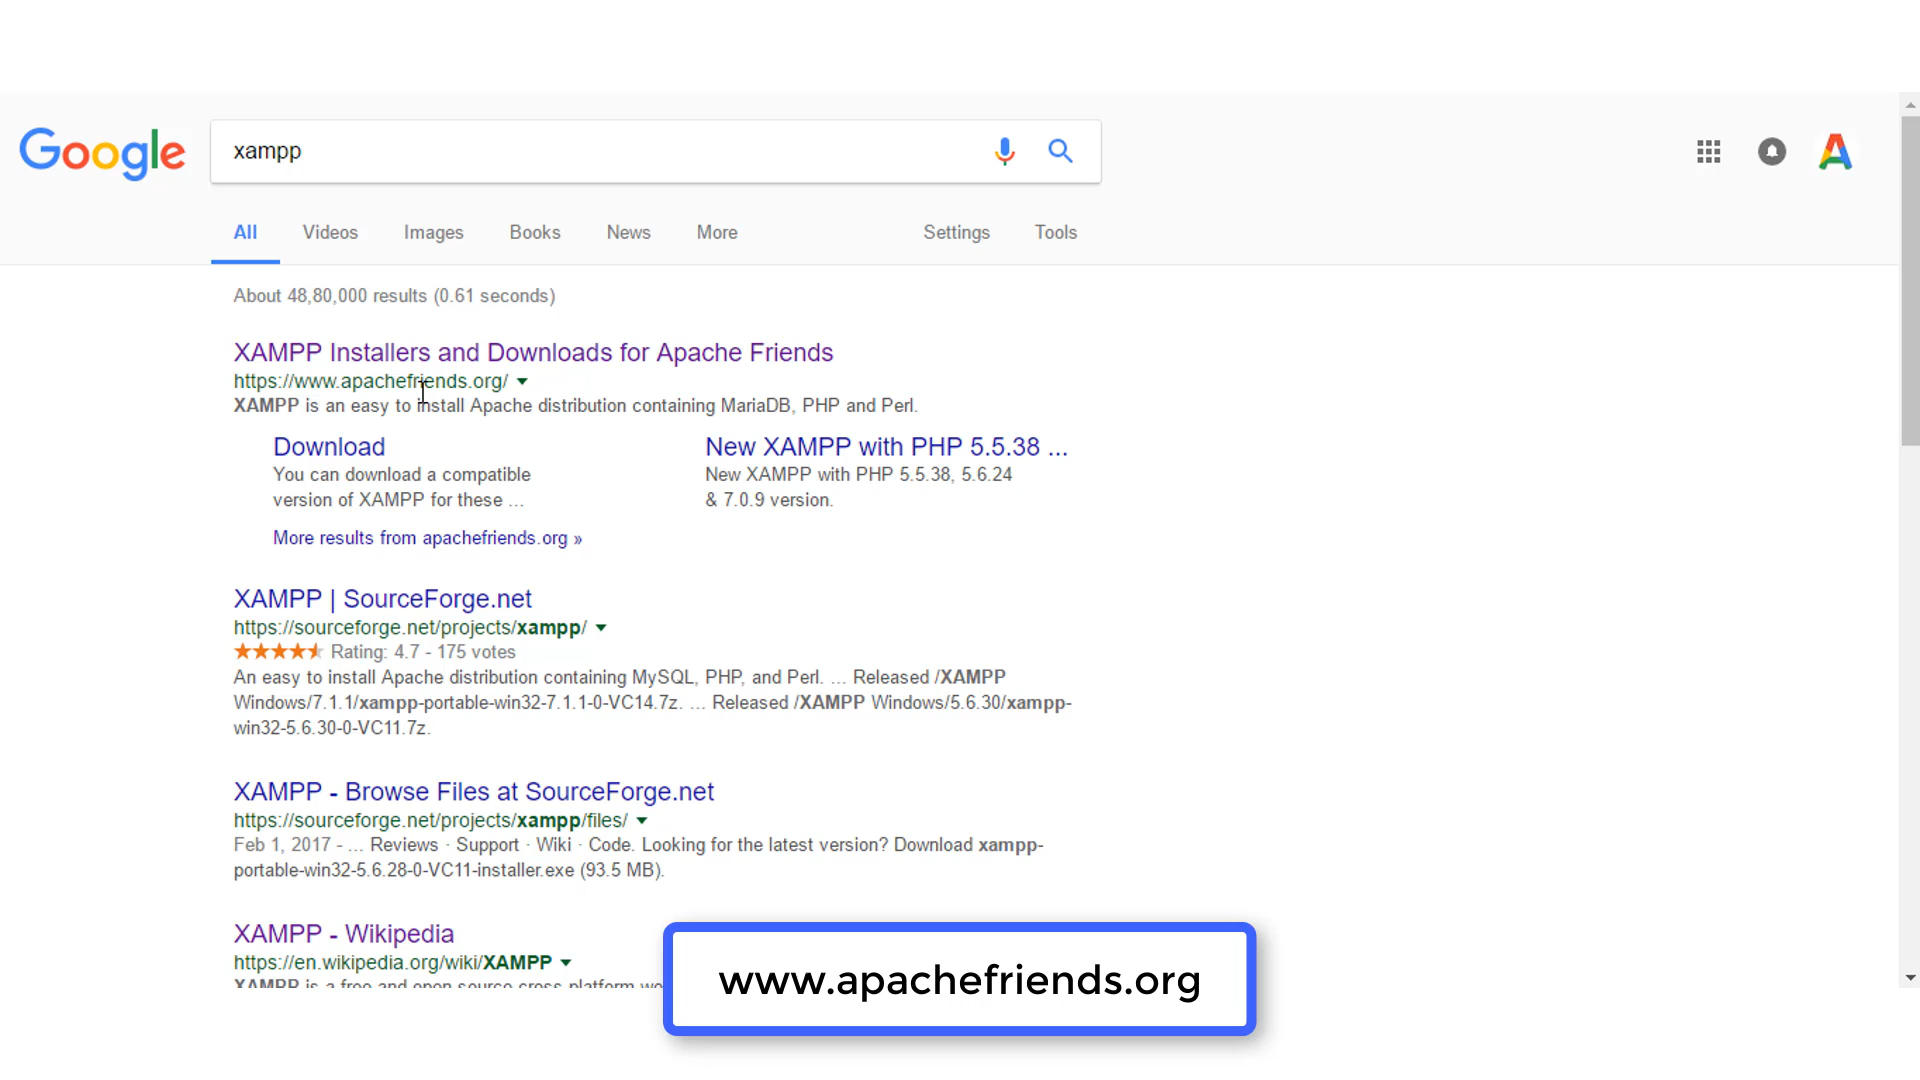 Google
xampp
All Videos Images Books News More Settings Tools
About 48,80,000 results (0.61 seconds)
XAMPP Installers and Downloads for Apache Friends
https://www.apachefriends.org/
XAMPP is an easy to install Apache distribution containing MariaDB, PHP and Perl.
Download
You can download a compatible
version of XAMPP for these ...
New XAMPP with PHP 5.5.38 ...
New XAMPP with PHP 5.5.38, 5.6.24
& 7.0.9 version.
More results from apachefriends.org »
XAMPP | SourceForge.net
https://sourceforge.net/projects/xampp/
Rating: 4.7 - 175 votes
An easy to install Apache distribution containing MySQL, PHP, and Perl. ... Released /XAMPP
Windows/7.1.1/xampp-portable-win32-7.1.1-0-VC14.7z. ... Released /XAMPP Windows/5.6.30/xampp-
win32-5.6.30-0-VC11.7z.
XAMPP - Browse Files at SourceForge.net
https://sourceforge.net/projects/xampp/files/
Feb 1, 2017 - ... Reviews · Support · Wiki · Code. Looking for the latest version? Download xampp-
portable-win32-5.6.28-0-VC11-installer.exe (93.5 MB).
XAMPP - Wikipedia
https://en.wikipedia.org/wiki/XAMPP
XAMPP is a free and open source cross-platform
www.apachefriends.org